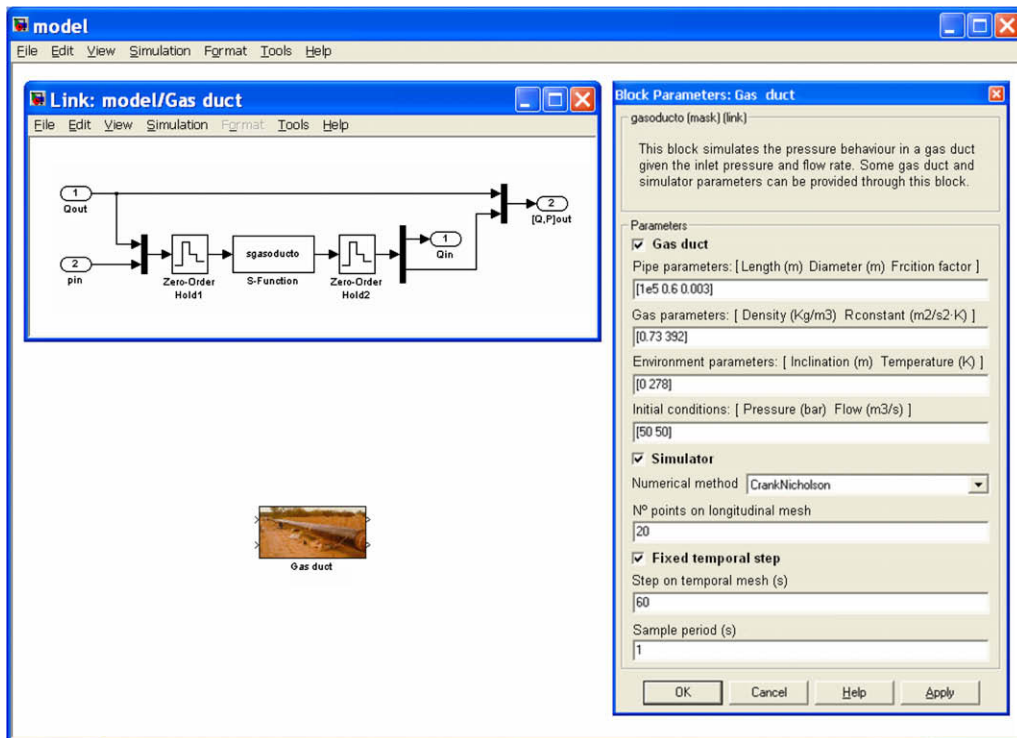 model
File Edit View Simulation Format Tools Help
Link: model/Gas duct
File Edit View Simulation Format Tools Help
1
Qout
2
pin
Zero-Order
Hold1
sgasoducto
S-Function
Zero-Order
Hold2
1
Qin
2
[Q,P]out
Gas duct
Block Parameters: Gas duct
gasoducto (mask) (link)
This block simulates the pressure behaviour in a gas duct
given the inlet pressure and flow rate. Some gas duct and
simulator parameters can be provided through this block.
Parameters
Gas duct
Pipe parameters: [ Length (m) Diameter (m) Frcition factor ]
[1e5 0.6 0.003]
Gas parameters: [ Density (Kg/m3) Rconstant (m2/s2·K) ]
[0.73 392]
Environment parameters: [ Inclination (m) Temperature (K) ]
[0 278]
Initial conditions: [ Pressure (bar) Flow (m3/s) ]
[50 50]
Simulator
Numerical method CrankNicholson
Nº points on longitudinal mesh
20
Fixed temporal step
Step on temporal mesh (s)
60
Sample period (s)
1
OK Cancel Help Apply